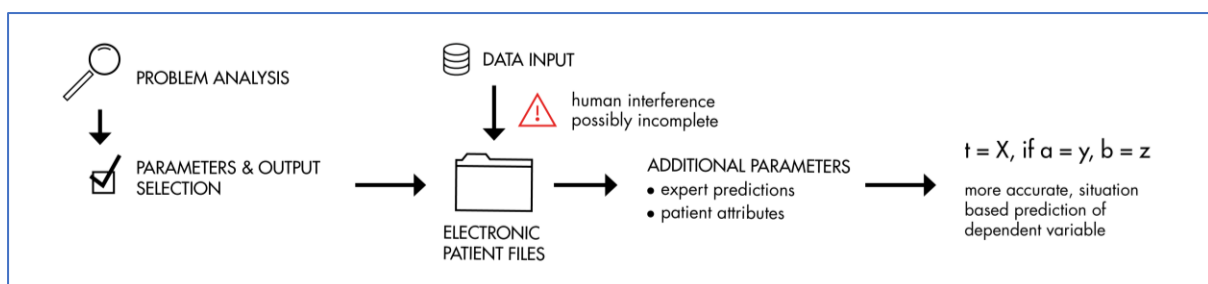 PROBLEM ANALYSIS
PARAMETERS & OUTPUT
SELECTION
DATA INPUT
human interference
possibly incomplete
ELECTRONIC
PATIENT FILES
ADDITIONAL PARAMETERS
• expert predictions
• patient attributes
t = X, if a = y, b = z
more accurate, situation
based prediction of
dependent variable